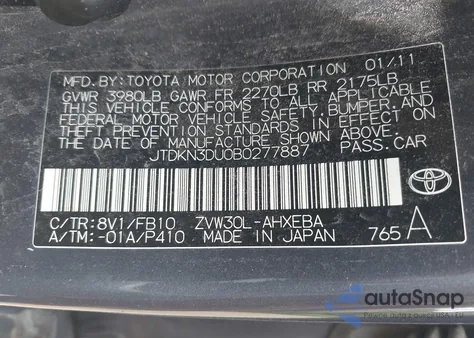 MFD. BY: TOYOTA MOTOR CORPORATION 01/11
GVWR 3980LB GAWR FR 2270LB RR 2175LB
THIS VEHICLE CONFORMS TO ALL APPLICABLE
FEDERAL MOTOR VEHICLE SAFETY, BUMPER, AND
THEFT PREVENTION STANDARDS IN EFFECT ON
THE DATE OF MANUFACTURE SHOWN ABOVE.
JTDKN3DU0B0277887 PASS.CAR
TOYOTA
C/TR:8V1/FB10 ZVW30L-AHXEBA
A/TM:-01A/P410 MADE IN JAPAN 765 A
autoSnap